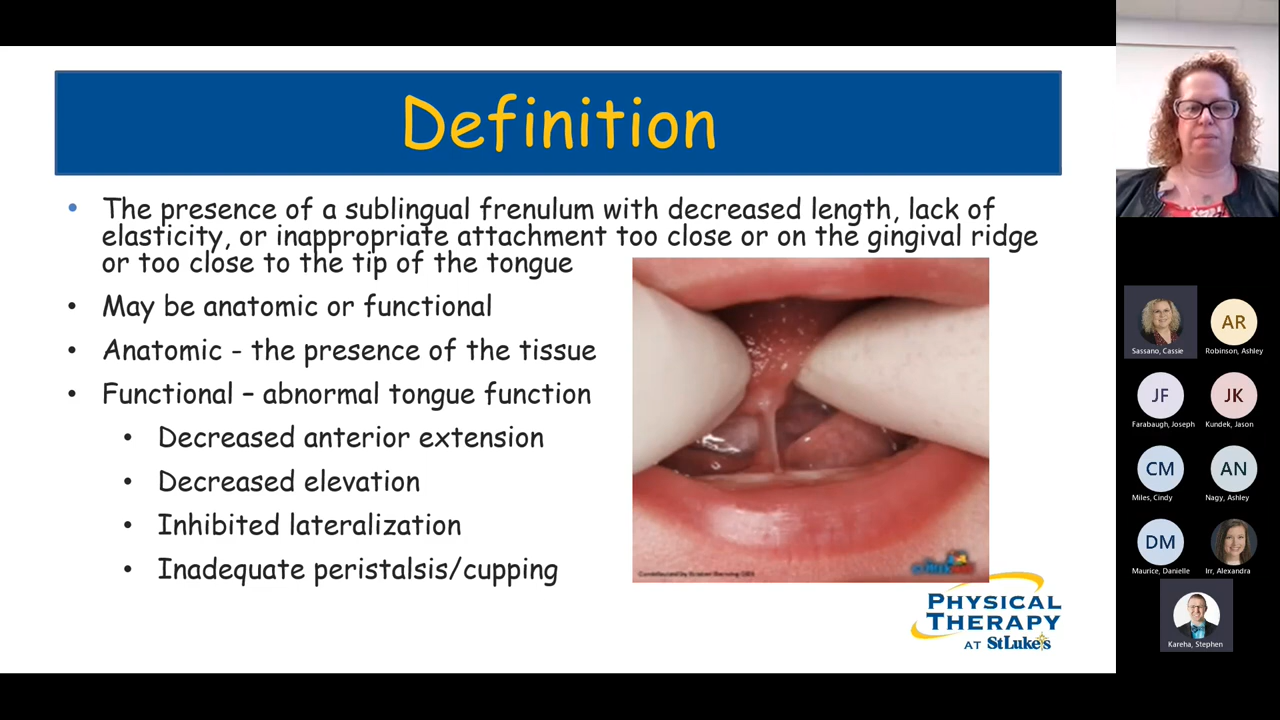 Definition
• The presence of a sublingual frenulum with decreased length, lack of
elasticity, or inappropriate attachment too close or on the gingival ridge
or too close to the tip of the tongue
• May be anatomic or functional
• Anatomic - the presence of the tissue
• Functional – abnormal tongue function
• Decreased anterior extension
• Decreased elevation
• Inhibited lateralization
• Inadequate peristalsis/cupping
PHYSICAL
THERAPY
AT StLuke's
Sassano, Cassie
AR
Robinson, Ashley
JF
Farabaugh, Joseph
JK
Kundek, Jason
CM
Miles, Cindy
AN
Nagy, Ashley
DM
Maurice, Danielle
Irr, Alexandra
Kareha, Stephen